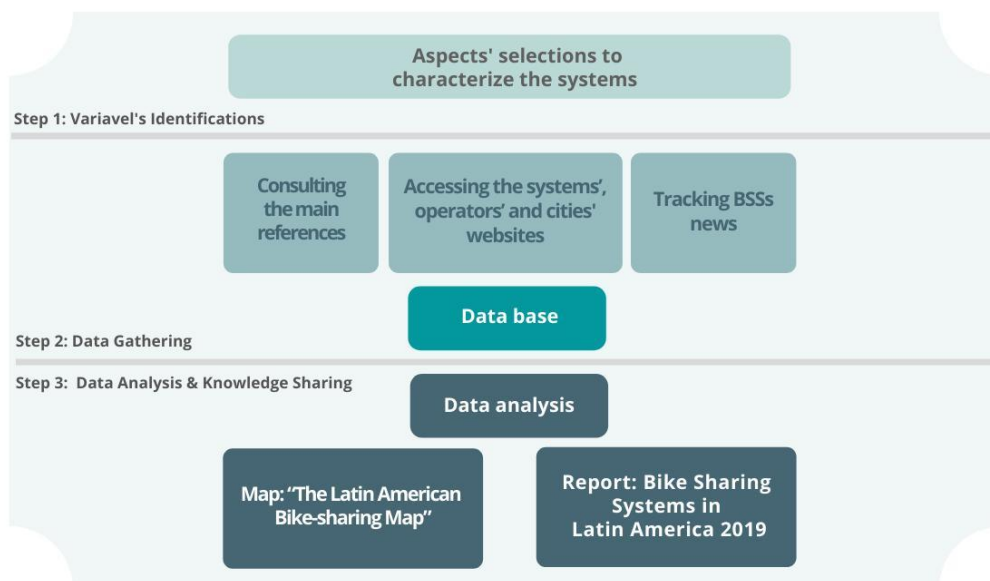 Aspects' selections to
characterize the systems
Step 1: Variavel's Identifications
Consulting
the main
references
Accessing the systems’,
operators’ and cities'
websites
Tracking BSSs
news
Data base
Step 2: Data Gathering
Step 3:  Data Analysis & Knowledge Sharing
Data analysis
Map: “The Latin American
Bike-sharing Map”
Report: Bike Sharing
Systems in
Latin America 2019